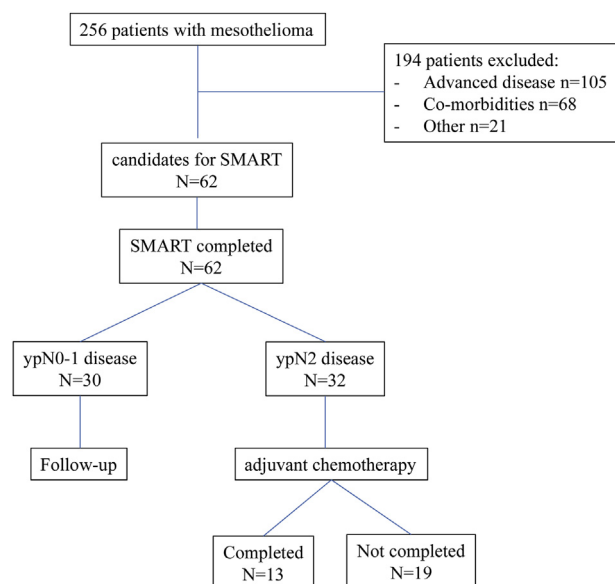 256 patients with mesothelioma
194 patients excluded:
- Advanced disease n=105
- Co-morbidities n=68
- Other n=21
candidates for SMART
N=62
SMART completed
N=62
ypN0-1 disease
N=30
ypN2 disease
N=32
Follow-up
adjuvant chemotherapy
Completed
N=13
Not completed
N=19